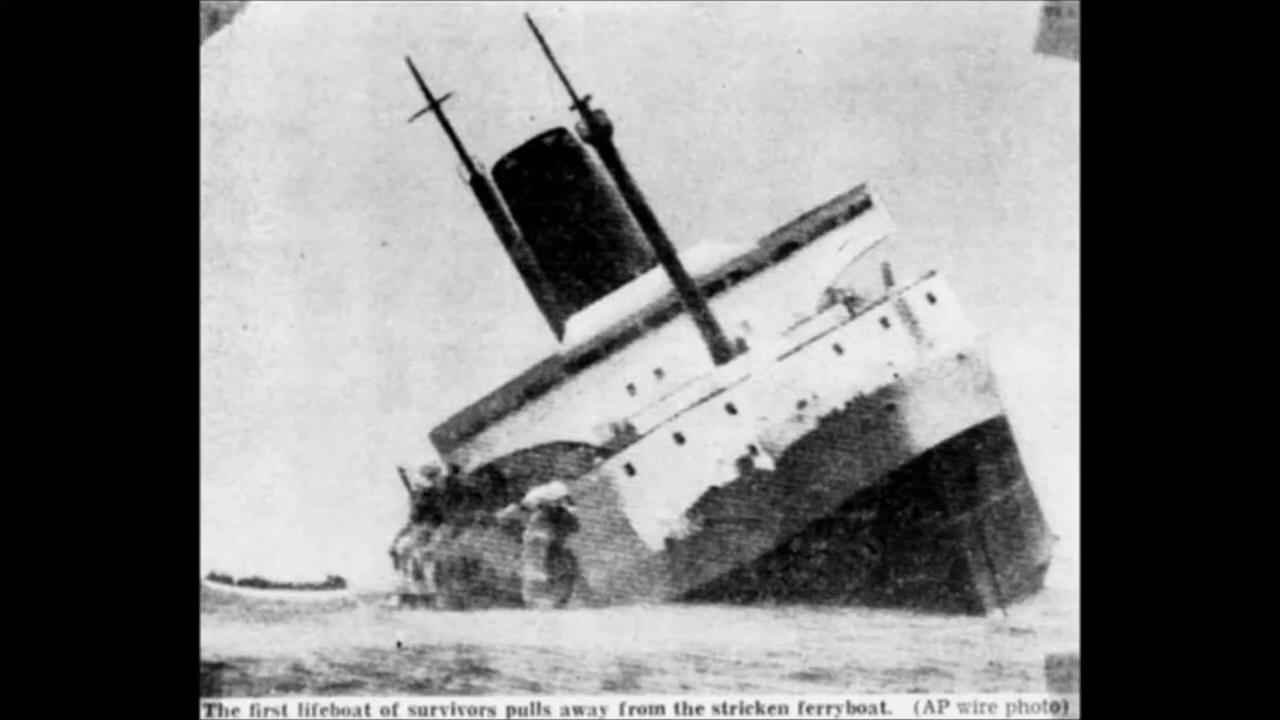 The first lifeboat of survivors pulls away from the stricken ferryboat. (AP wire photo)